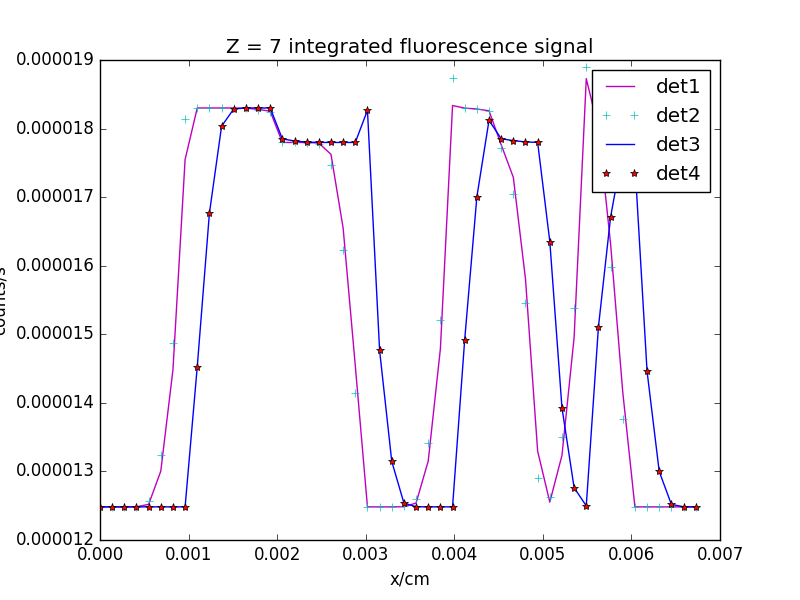 Z = 7 integrated fluorescence signal
0.000019
0.000018
0.000017
0.000016
0.000015
0.000014
0.000013
0.000012
counts/s
det1
det2
det3
det4
0.000 0.001 0.002 0.003 0.004 0.005 0.006 0.007
x/cm